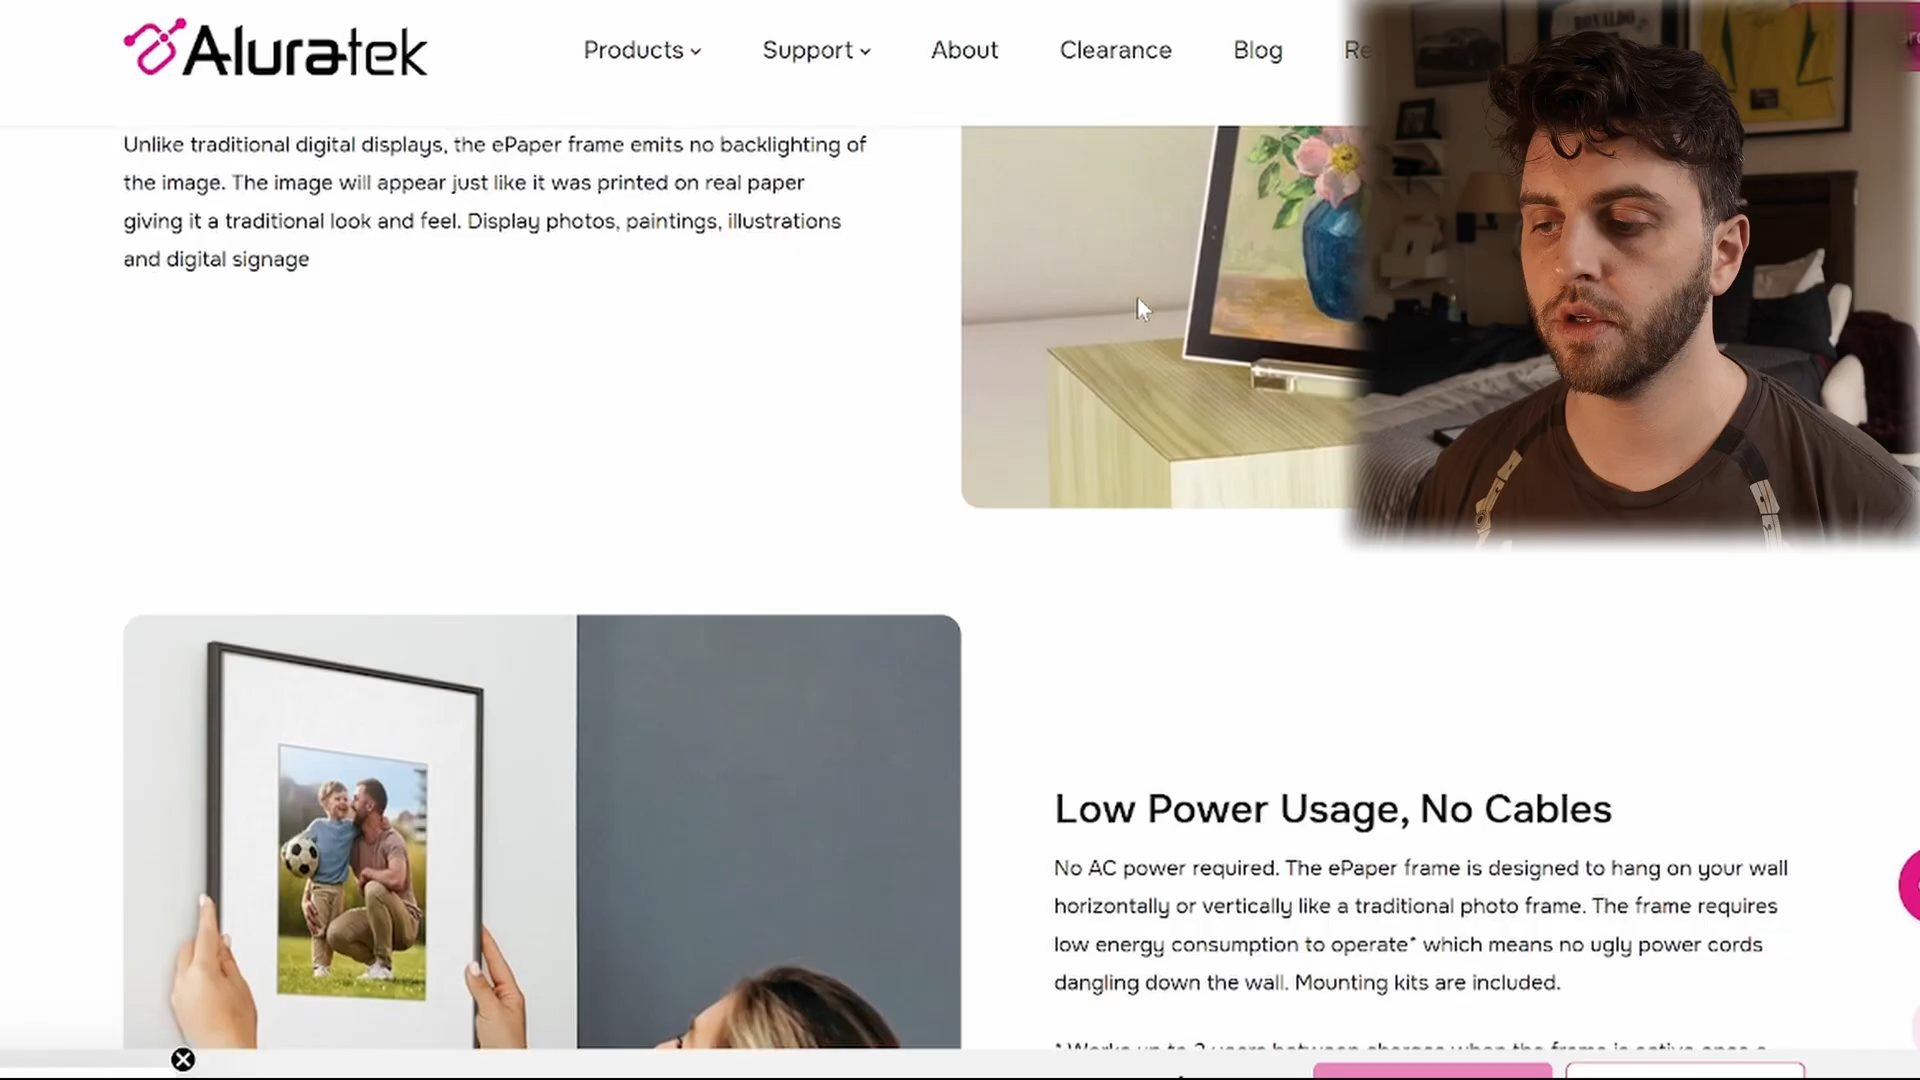 Aluratek
Products
Support
About
Clearance
Blog
Re
RONALDO
Unlike traditional digital displays, the ePaper frame emits no backlighting of
the image. The image will appear just like it was printed on real paper
giving it a traditional look and feel. Display photos, paintings, illustrations
and digital signage
Low Power Usage, No Cables
No AC power required. The ePaper frame is designed to hang on your wall
horizontally or vertically like a traditional photo frame. The frame requires
low energy consumption to operate* which means no ugly power cords
dangling down the wall. Mounting kits are included.